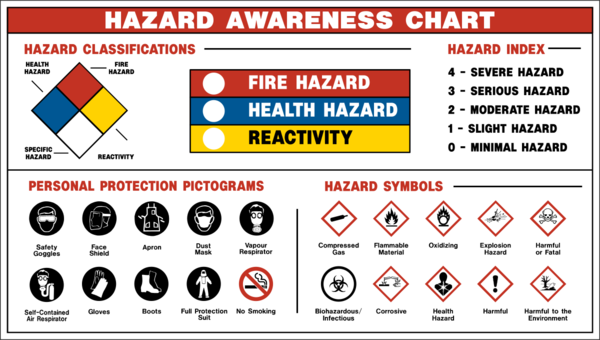 HAZARD AWARENESS CHART
HAZARD CLASSIFICATIONS
HEALTH
HAZARD
FIRE
HAZARD
SPECIFIC
HAZARD
REACTIVITY
FIRE HAZARD
HEALTH HAZARD
REACTIVITY
HAZARD INDEX
4 - SEVERE HAZARD
3 - SERIOUS HAZARD
2 - MODERATE HAZARD
1 - SLIGHT HAZARD
0 - MINIMAL HAZARD
PERSONAL PROTECTION PICTOGRAMS
Safety
Goggles
Face
Shield
Apron
Dust
Mask
Vapour
Respirator
Self-Contained
Air Respirator
Gloves
Boots
Full Protection
Suit
No Smoking
HAZARD SYMBOLS
Compressed
Gas
Flammable
Material
Oxidizing
Explosion
Hazard
Harmful
or Fatal
Biohazardous/
Infectious
Corrosive
Health
Hazard
Harmful
Harmful to the
Environment